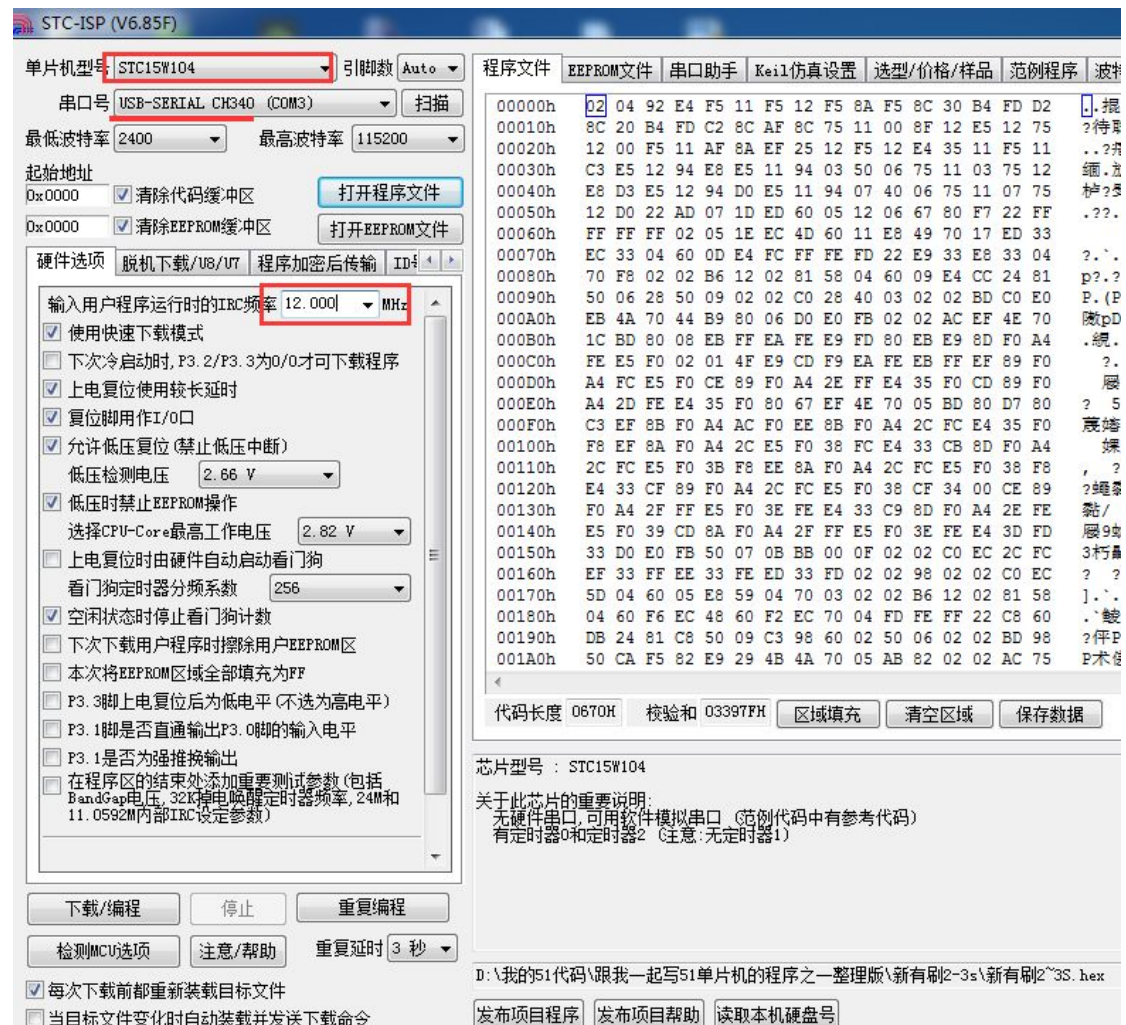 STC-ISP (V6.85F)
单片机型号 STC15W104 引脚数 Auto
串口号 USB-SERIAL CH340 (COM3) 扫描
最低波特率 2400 最高波特率 115200
起始地址
0x0000 清除代码缓冲区 打开程序文件
0x0000 清除EEPROM缓冲区 打开EEPROM文件
硬件选项 脱机下载/U8/U7 程序加密后传输
输入用户程序运行时的IRC频率 12.000 MHz
使用快速下载模式
下次冷启动时,P3.2/P3.3为0/0才可下载程序
上电复位使用较长延时
复位脚用作I/O口
允许低压复位(禁止低压中断)
低压检测电压 2.66 V
低压时禁止EEPROM操作
选择CPU-Core最高工作电压 2.82 V
上电复位时由硬件自动启动看门狗
看门狗定时器分频系数 256
空闲状态时停止看门狗计数
下次下载用户程序时擦除用户EEPROM区
本次将EEPROM区域全部填充为FF
P3.3脚上电复位后为低电平(不选为高电平)
P3.1脚是否直通输出P3.0脚的输入电平
P3.1是否为强推挽输出
在程序区的结束处添加重要测试参数(包括
BandGap电压,32K掉电唤醒定时器频率,24M和
11.0592M内部IRC设定参数)
下载/编程 停止 重复编程
检测MCU选项 注意/帮助 重复延时 3 秒
每次下载前都重新装载目标文件
当目标文件变化时自动装载并发送下载命令
程序文件 EEPROM文件 串口助手 Keil仿真设置 选型/价格/样品 范例程序
00000h 02 04 92 E4 F5 11 F5 12 F5 8A F5 8C 30 B4 FD D2
00010h 8C 20 B4 FD C2 8C AF 8C 75 11 00 8F 12 E5 12 75
00020h 12 00 F5 11 AF 8A EF 25 12 F5 12 E4 35 11 F5 11
00030h C3 E5 12 94 E8 E5 11 94 03 50 06 75 11 03 75 12
00040h E8 D3 E5 12 94 D0 E5 11 94 07 40 06 75 11 07 75
00050h 12 D0 22 AD 07 1D ED 60 05 12 06 67 80 F7 22 FF
00060h FF FF FF 02 05 1E EC 4D 60 11 E8 49 70 17 ED 33
00070h EC 33 04 60 0D E4 FC FF FE FD 22 E9 33 E8 33 04
00080h 70 F8 02 02 B6 12 02 81 58 04 60 09 E4 CC 24 81
00090h 50 06 28 50 09 02 02 C0 28 40 03 02 02 BD C0 E0
000A0h EB 4A 70 44 B9 80 06 D0 E0 FB 02 02 AC EF 4E 70
000B0h 1C BD 80 08 EB FF EA FE E9 FD 80 EB E9 8D F0 A4
000C0h FE E5 F0 02 01 4F E9 CD F9 EA FE EB FF EF 89 F0
000D0h A4 FC E5 F0 CE 89 F0 A4 2E FF E4 35 F0 CD 89 F0
000E0h A4 2D FE E4 35 F0 80 67 EF 4E 70 05 BD 80 D7 80
000F0h C3 EF 8B F0 A4 AC F0 EE 8B F0 A4 2C FC E4 35 F0
00100h F8 EF 8A F0 A4 2C E5 F0 38 FC E4 33 CB 8D F0 A4
00110h 2C FC E5 F0 3B F8 EE 8A F0 A4 2C FC E5 F0 38 F8
00120h E4 33 CF 89 F0 A4 2C FC E5 F0 38 CF 34 00 CE 89
00130h F0 A4 2F FF E5 F0 3E FE E4 33 C9 8D F0 A4 2E FE
00140h E5 F0 39 CD 8A F0 A4 2F FF E5 F0 3E FE E4 3D FD
00150h 33 D0 E0 FB 50 07 0B BB 00 0F 02 02 C0 EC 2C FC
00160h EF 33 FF EE 33 FE ED 33 FD 02 02 98 02 02 C0 EC
00170h 5D 04 60 05 E8 59 04 70 03 02 02 B6 12 02 81 58
00180h 04 60 F6 EC 48 60 F2 EC 70 04 FD FE FF 22 C8 60
00190h DB 24 81 C8 50 09 C3 98 60 02 50 06 02 02 BD 98
001A0h 50 CA F5 82 E9 29 4B 4A 70 05 AB 82 02 02 AC 75
代码长度 0670H 校验和 03397FH 区域填充 清空区域 保存数据
芯片型号 : STC15W104
关于此芯片的重要说明:
无硬件串口,可用软件模拟串口 (范例代码中有参考代码)
有定时器0和定时器2 (注意:无定时器1)
D:\我的51代码\跟我一起写51单片机的程序之一整理版\新有刷2-3s\新有刷2~3S.hex
发布项目程序 发布项目帮助 读取本机硬盘号